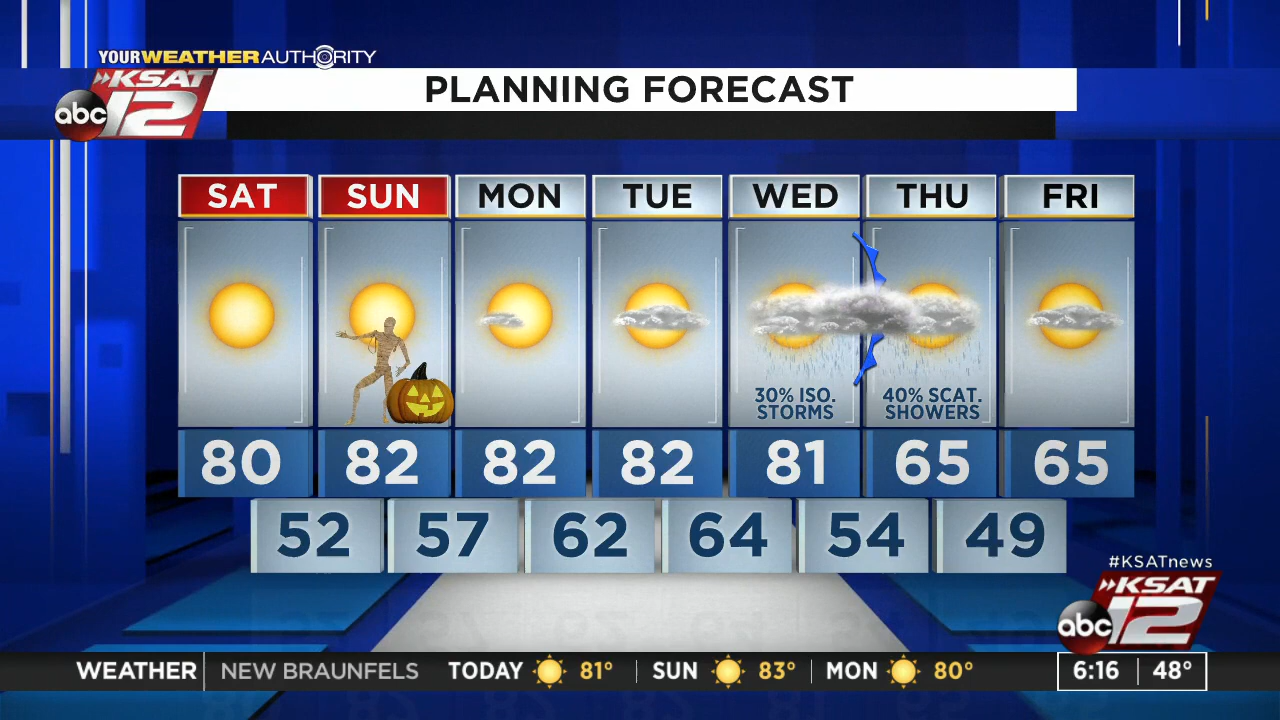 YOURWEATHERAUTHORITY
KSAT
abc 12
PLANNING FORECAST
SAT SUN MON TUE WED THU FRI
30% ISO. 40% SCAT.
STORMS SHOWERS
80 82 82 82 81 65 65
52 57 62 64 54 49
#KSATnews
KSAT
abc 12
WEATHER NEW BRAUNFELS TODAY 81° SUN 83° MON 80° 6:16 48°